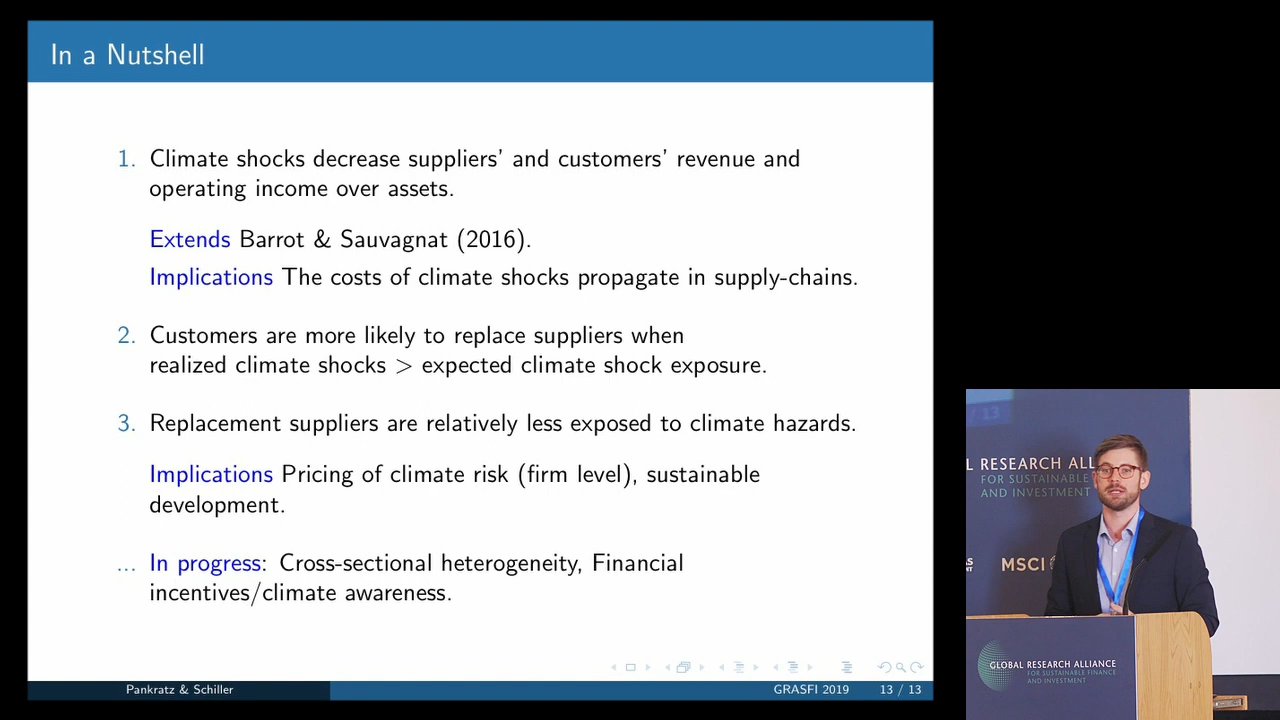 In a Nutshell
1. Climate shocks decrease suppliers' and customers' revenue and
operating income over assets.
Extends Barrot & Sauvagnat (2016).
Implications The costs of climate shocks propagate in supply-chains.
2. Customers are more likely to replace suppliers when
realized climate shocks > expected climate shock exposure.
3. Replacement suppliers are relatively less exposed to climate hazards.
Implications Pricing of climate risk (firm level), sustainable
development.
... In progress: Cross-sectional heterogeneity, Financial
incentives/climate awareness.
Pankratz & Schiller
GRASFI 2019
13 / 13
/ 13
L RESEARCH ALL
FOR SUSTAINABLE
AND INVESTMENT
MSCI
GLOBAL RESEARCH ALLIANCE
FOR SUSTAINABLE FINANCE
AND INVESTMENT